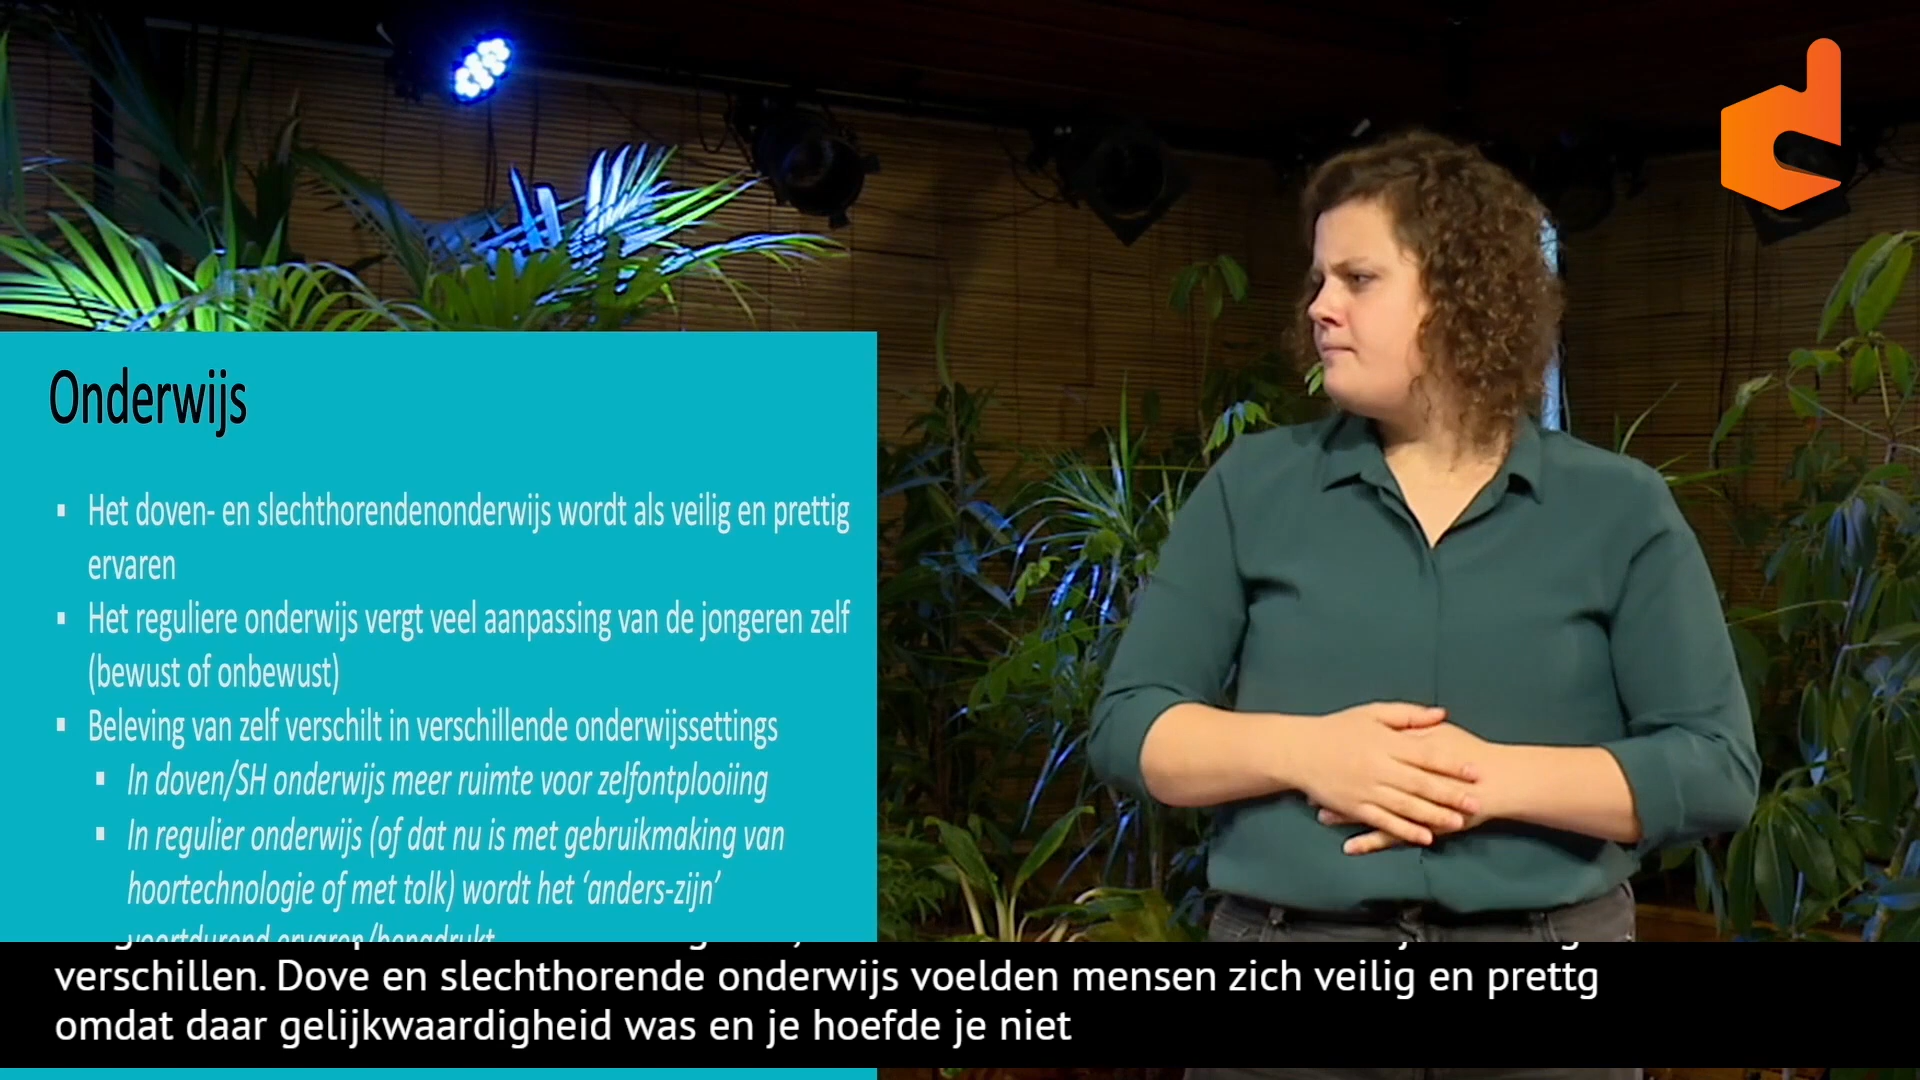 Onderwijs
▪ Het doven- en slechthorendenonderwijs wordt als veilig en prettig
ervaren
▪ Het reguliere onderwijs vergt veel aanpassing van de jongeren zelf
(bewust of onbewust)
▪ Beleving van zelf verschilt in verschillende onderwijssettings
▪ In doven/SH onderwijs meer ruimte voor zelfontplooiing
▪ In regulier onderwijs (of dat nu is met gebruikmaking van
hoortechnologie of met tolk) wordt het ‘anders-zijn’
voortdurend ervaren/benadrukt
verschillen. Dove en slechthorende onderwijs voelden mensen zich veilig en prettg
omdat daar gelijkwaardigheid was en je hoefde je niet